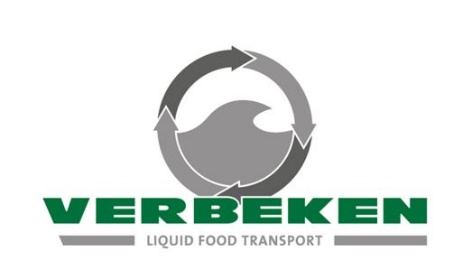 VERBEKEN
LIQUID FOOD TRANSPORT